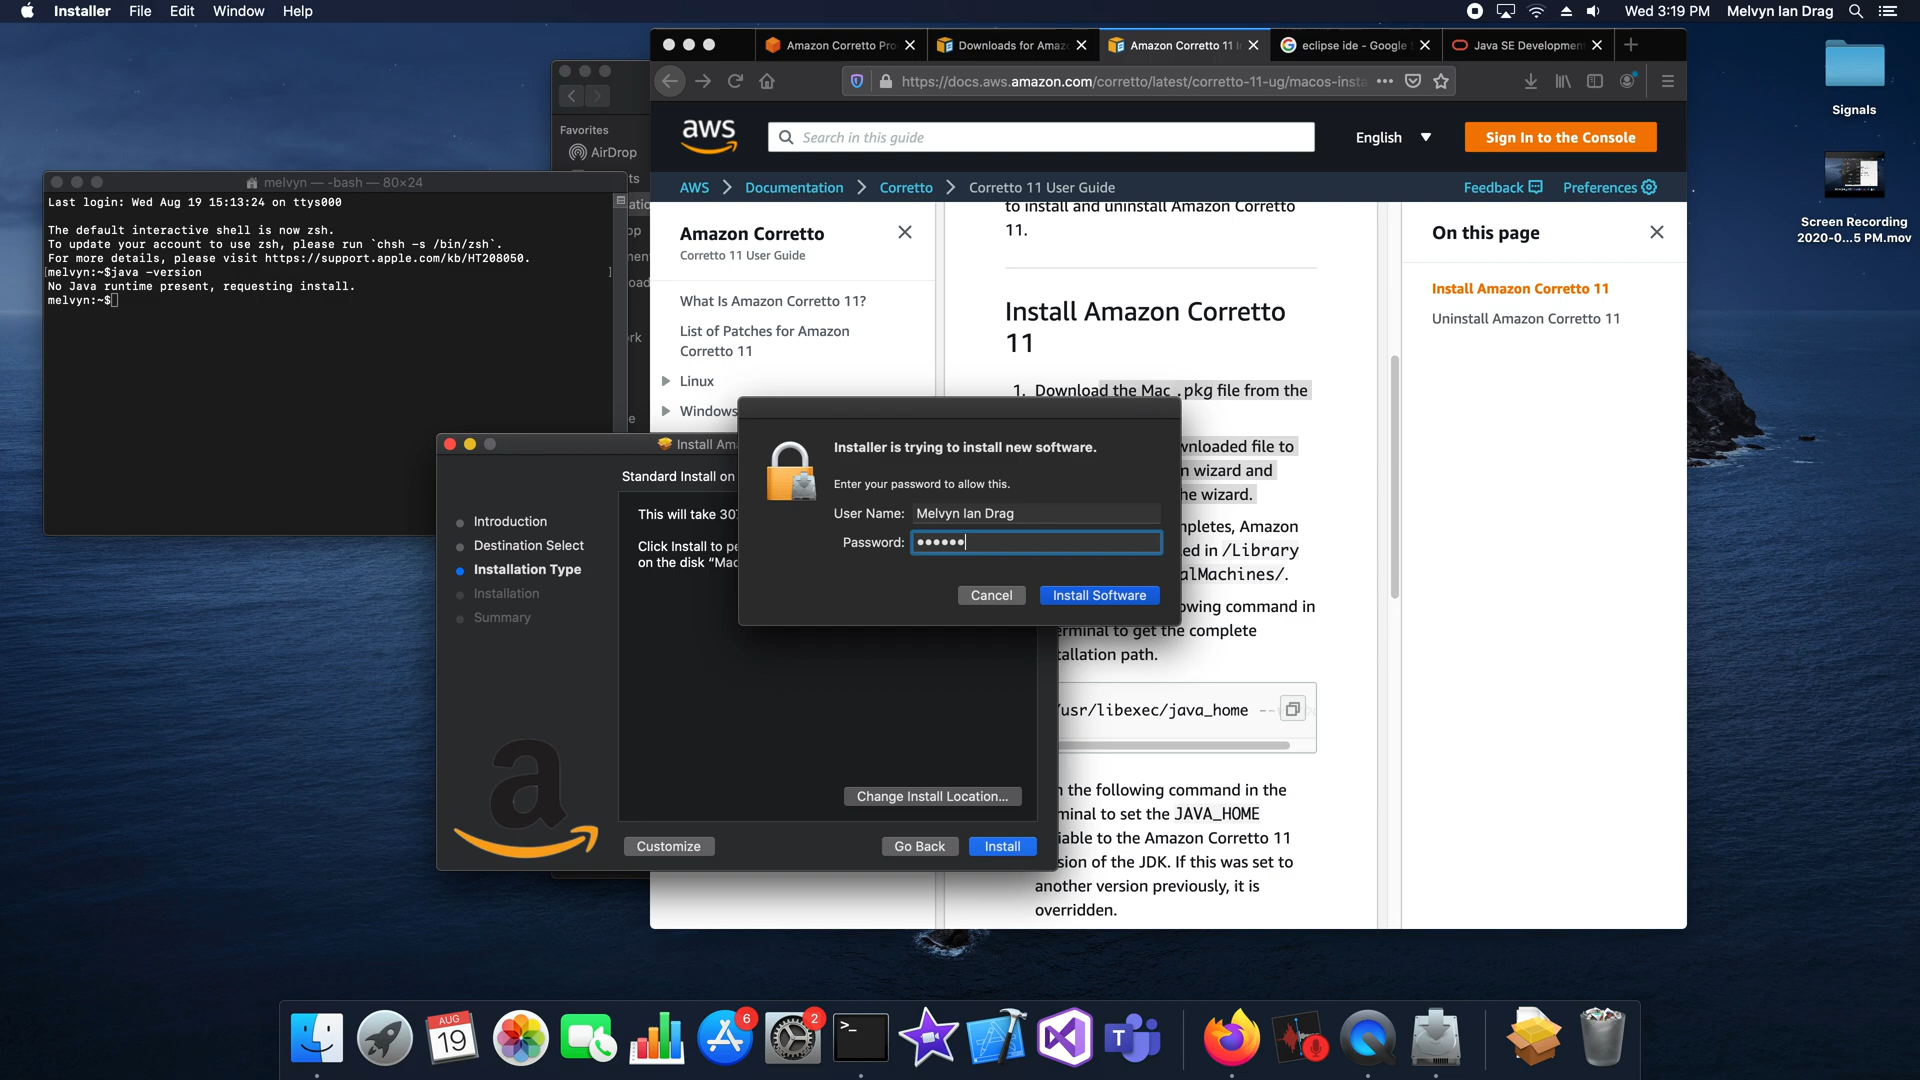 Installer File Edit Window Help
Wed 3:19 PM Melvyn Ian Drag
Amazon Corretto Pro
Downloads for Amaz
Amazon Corretto 11 I
eclipse ide - Google
Java SE Developmen
https://docs.aws.amazon.com/corretto/latest/corretto-11-ug/macos-insta
aws
Search in this guide
English
Sign In to the Console
AWS > Documentation > Corretto > Corretto 11 User Guide
Feedback Preferences
Signals
Screen Recording
2020-0...5 PM.mov
Favorites
AirDrop
melvyn — -bash — 80×24
Last login: Wed Aug 19 15:13:24 on ttys000
The default interactive shell is now zsh.
To update your account to use zsh, please run `chsh -s /bin/zsh`.
For more details, please visit https://support.apple.com/kb/HT208050.
[melvyn:~$java -version ]
No Java runtime present, requesting install.
melvyn:~$
Amazon Corretto
Corretto 11 User Guide
What Is Amazon Corretto 11?
List of Patches for Amazon
Corretto 11
Linux
Windows
to install and uninstall Amazon Corretto
11.
Install Amazon Corretto
11
1. Download the Mac .pkg file from the
wnloaded file to
n wizard and
he wizard.
mpletes, Amazon
ed in /Library
alMachines/.
owing command in
erminal to get the complete
tallation path.
/usr/libexec/java_home --
n the following command in the
minal to set the JAVA_HOME
iable to the Amazon Corretto 11
sion of the JDK. If this was set to
another version previously, it is
overridden.
On this page
Install Amazon Corretto 11
Uninstall Amazon Corretto 11
Install Am
Standard Install on
Introduction
Destination Select
Installation Type
Installation
Summary
This will take 30
Click Install to pe
on the disk “Mac
Change Install Location...
Customize
Go Back
Install
Installer is trying to install new software.
Enter your password to allow this.
User Name: Melvyn Ian Drag
Password: ••••••
Cancel
Install Software
AUG
19
6
2